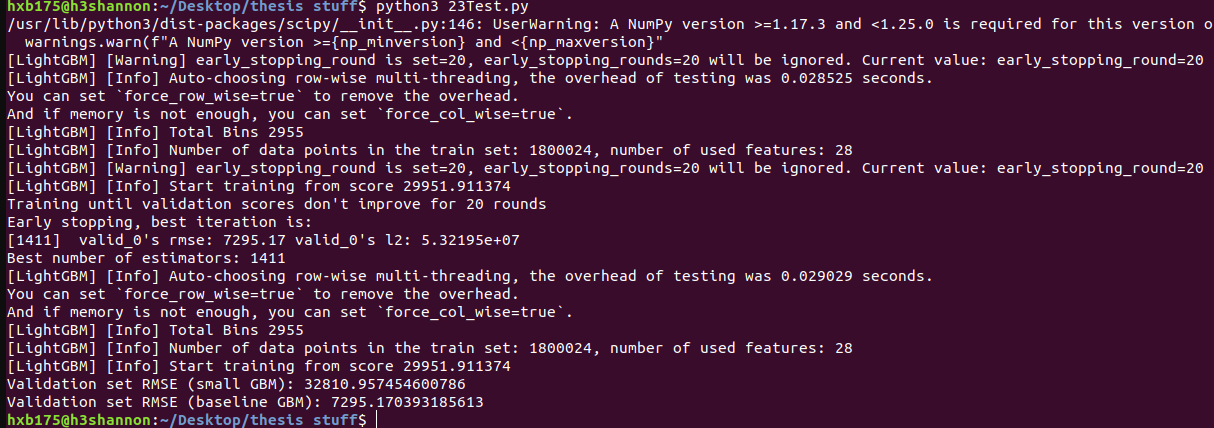 hxb175@h3shannon:~/Desktop/thesis stuff$ python3 23Test.py
/usr/lib/python3/dist-packages/scipy/__init__.py:146: UserWarning: A NumPy version >=1.17.3 and <1.25.0 is required for this version o
  warnings.warn(f"A NumPy version >={np_minversion} and <{np_maxversion}"
[LightGBM] [Warning] early_stopping_round is set=20, early_stopping_rounds=20 will be ignored. Current value: early_stopping_round=20
[LightGBM] [Info] Auto-choosing row-wise multi-threading, the overhead of testing was 0.028525 seconds.
You can set `force_row_wise=true` to remove the overhead.
And if memory is not enough, you can set `force_col_wise=true`.
[LightGBM] [Info] Total Bins 2955
[LightGBM] [Info] Number of data points in the train set: 1800024, number of used features: 28
[LightGBM] [Warning] early_stopping_round is set=20, early_stopping_rounds=20 will be ignored. Current value: early_stopping_round=20
[LightGBM] [Info] Start training from score 29951.911374
Training until validation scores don't improve for 20 rounds
Early stopping, best iteration is:
[1411]  valid_0's rmse: 7295.17 valid_0's l2: 5.32195e+07
Best number of estimators: 1411
[LightGBM] [Info] Auto-choosing row-wise multi-threading, the overhead of testing was 0.029029 seconds.
You can set `force_row_wise=true` to remove the overhead.
And if memory is not enough, you can set `force_col_wise=true`.
[LightGBM] [Info] Total Bins 2955
[LightGBM] [Info] Number of data points in the train set: 1800024, number of used features: 28
[LightGBM] [Info] Start training from score 29951.911374
Validation set RMSE (small GBM): 32810.957454600786
Validation set RMSE (baseline GBM): 7295.170393185613
hxb175@h3shannon:~/Desktop/thesis stuff$